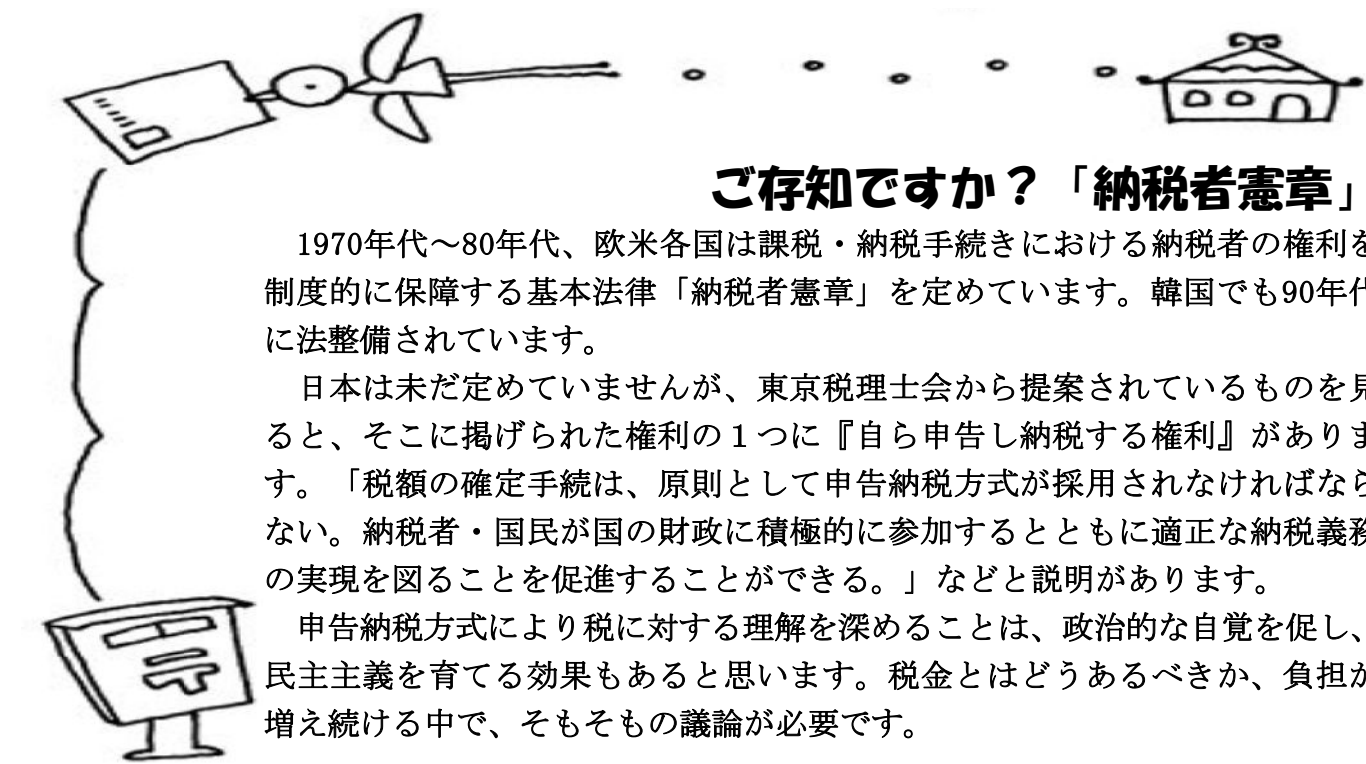 ご存知ですか？「納税者憲章」
1970年代～80年代、欧米各国は課税・納税手続きにおける納税者の権利を
制度的に保障する基本法律「納税者憲章」を定めています。韓国でも90年代
に法整備されています。
日本は未だ定めていませんが、東京税理士会から提案されているものを見
ると、そこに掲げられた権利の１つに『自ら申告し納税する権利』がありま
す。「税額の確定手続は、原則として申告納税方式が採用されなければなら
ない。納税者・国民が国の財政に積極的に参加するとともに適正な納税義務
の実現を図ることを促進することができる。」などと説明があります。
申告納税方式により税に対する理解を深めることは、政治的な自覚を促し、
民主主義を育てる効果もあると思います。税金とはどうあるべきか、負担が
増え続ける中で、そもそもの議論が必要です。